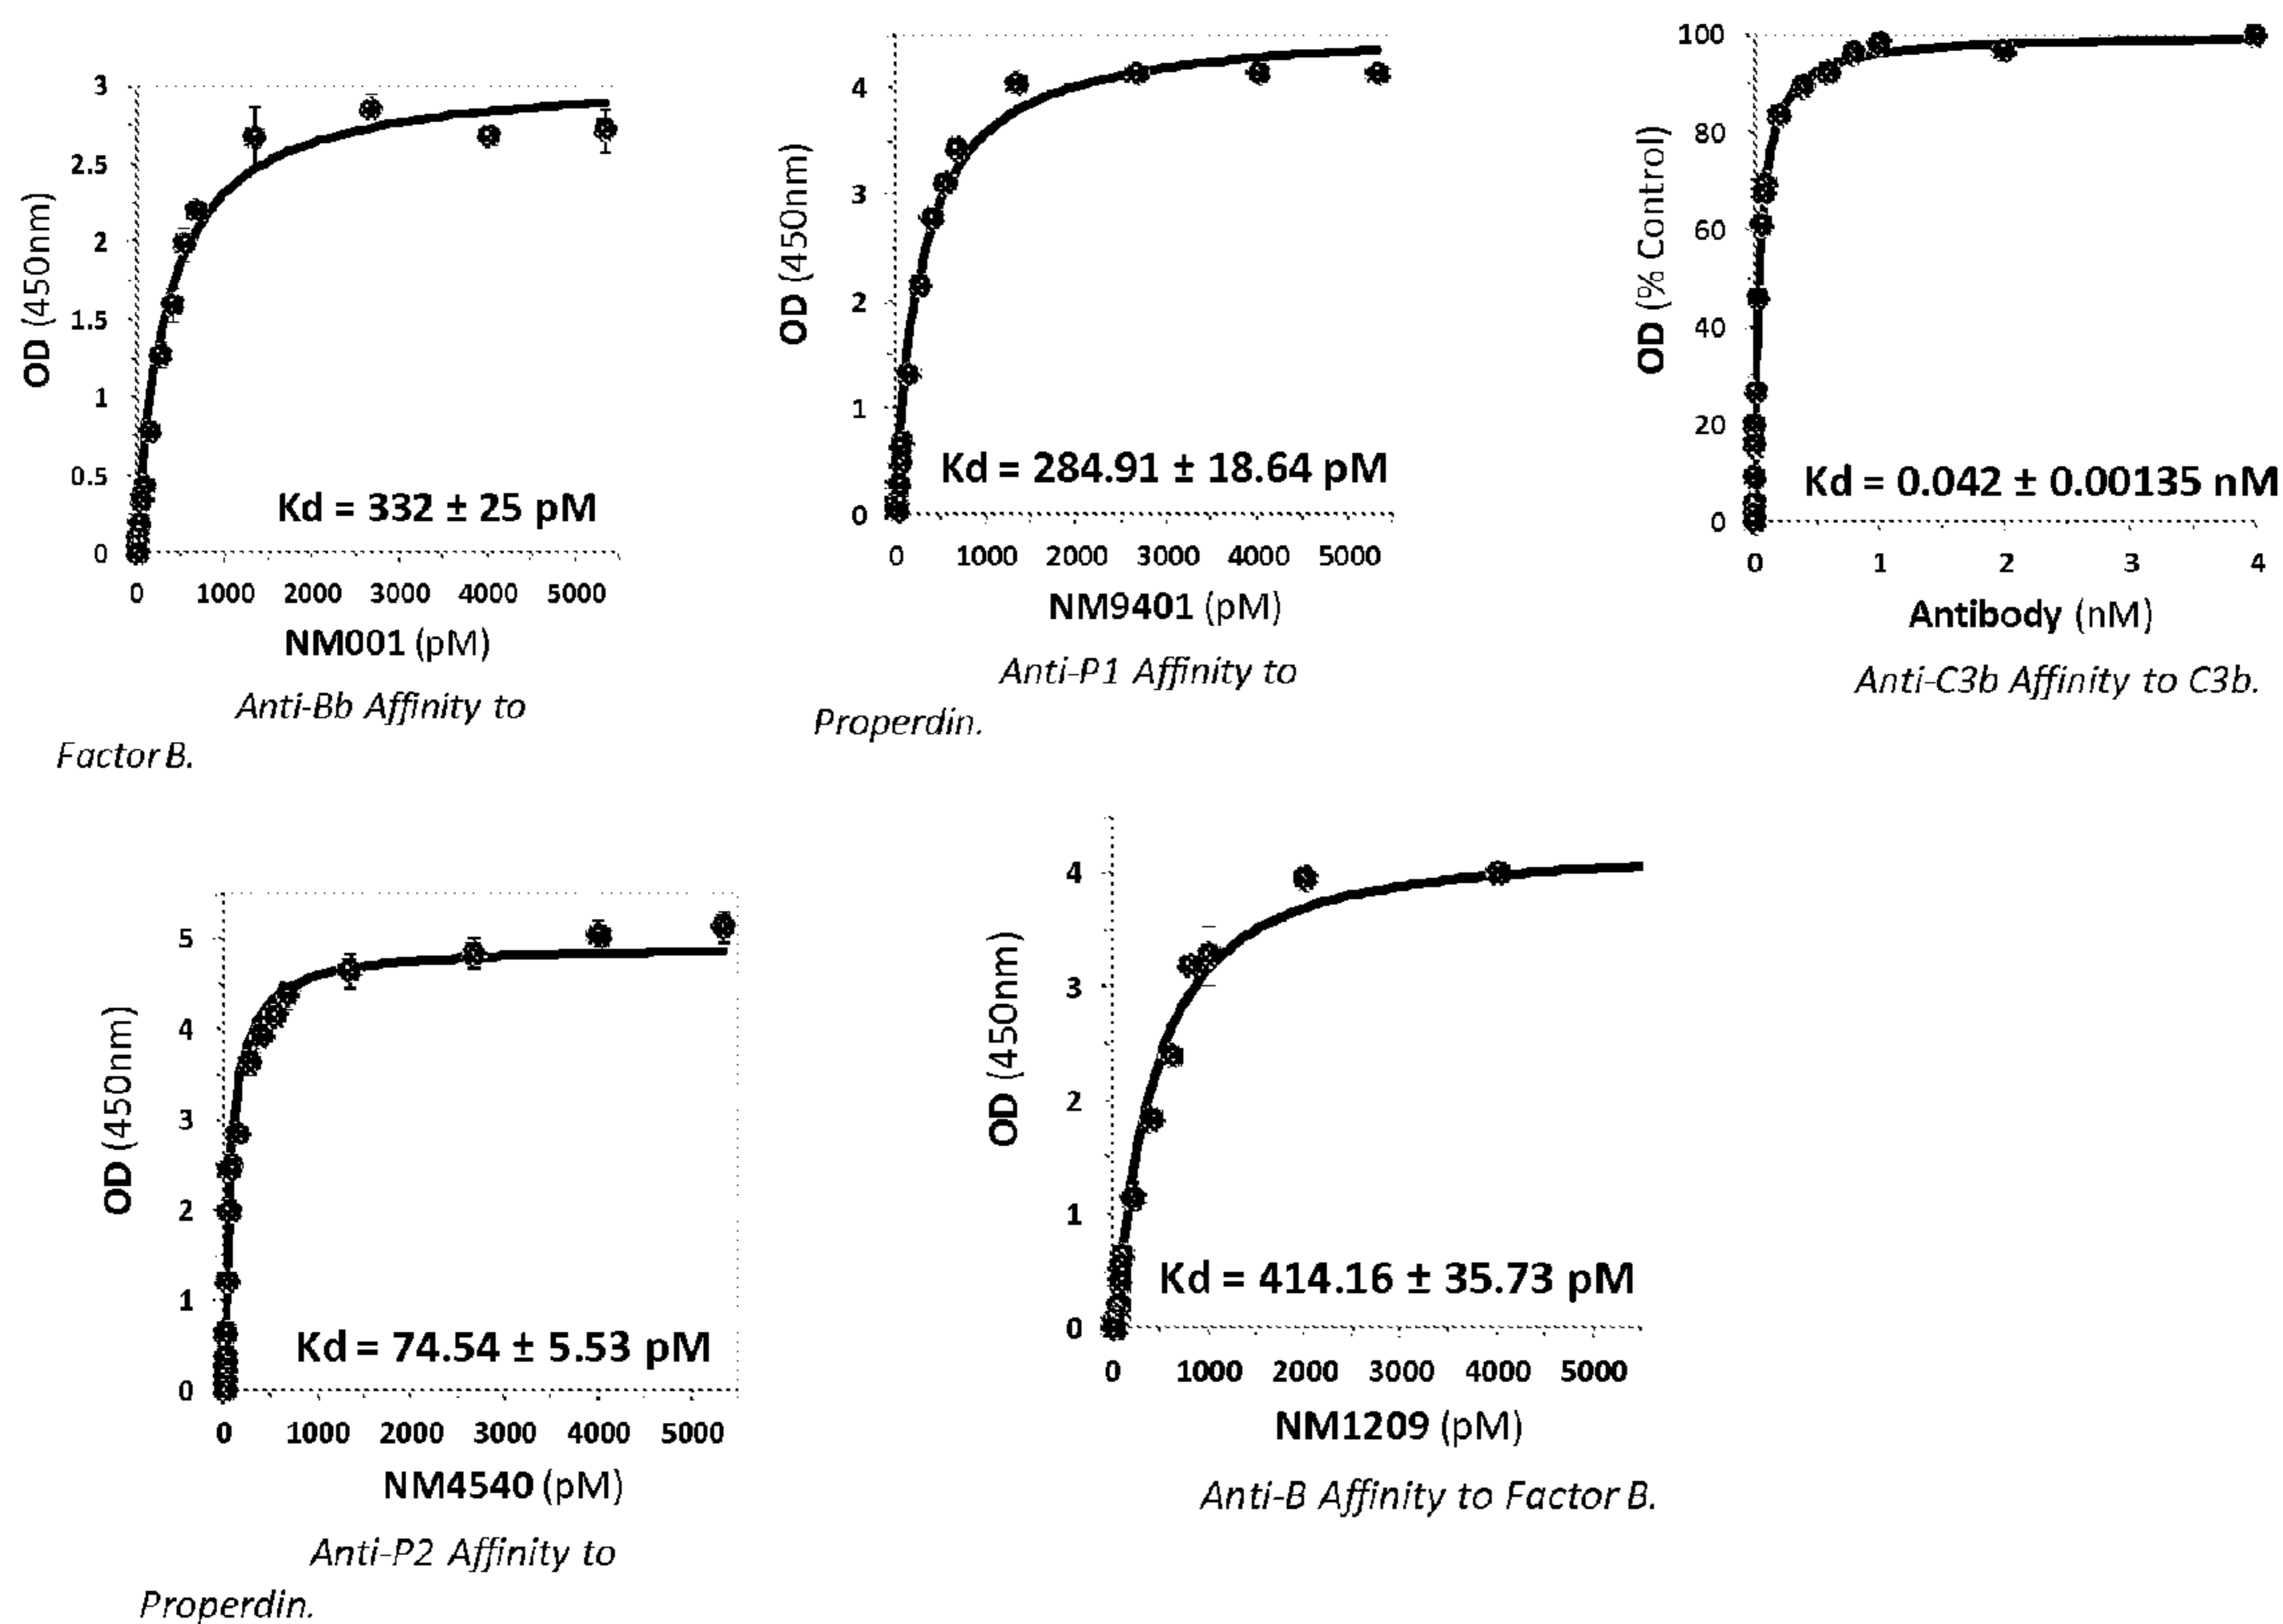 3
2.5
2
1.5
1
0.5
0
OD (450nm)
Kd = 332 ± 25 pM
0 1000 2000 3000 4000 5000
NM001 (pM)
Anti-Bb Affinity to
Factor B.
4
3
2
1
0
OD (450nm)
Kd = 284.91 ± 18.64 pM
0 1000 2000 3000 4000 5000
NM9401 (pM)
Anti-P1 Affinity to
Properdin.
100
80
60
40
20
0
OD (% Control)
Kd = 0.042 ± 0.00135 nM
0 1 2 3 4
Antibody (nM)
Anti-C3b Affinity to C3b.
5
4
3
2
1
0
OD (450nm)
Kd = 74.54 ± 5.53 pM
0 1000 2000 3000 4000 5000
NM4540 (pM)
Anti-P2 Affinity to
Properdin.
4
3
2
1
0
OD (450nm)
Kd = 414.16 ± 35.73 pM
0 1000 2000 3000 4000 5000
NM1209 (pM)
Anti-B Affinity to Factor B.